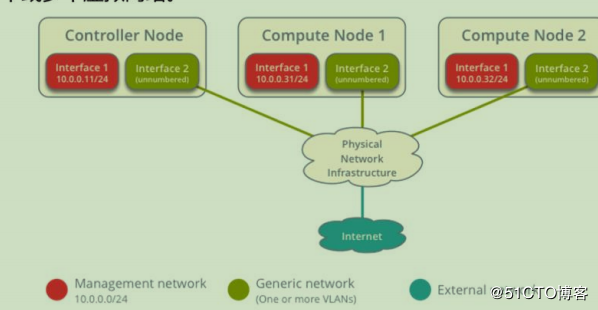 Controller Node
Interface 1
10.0.0.11/24
Interface 2
(unnumbered)
Compute Node 1
Interface 1
10.0.0.31/24
Interface 2
(unnumbered)
Compute Node 2
Interface 1
10.0.0.32/24
Interface 2
(unnumbered)
Physical
Network
Infrastructure
Internet
Management network
10.0.0.0/24
Generic network
(One or more VLANs)
External
@51CTO博客